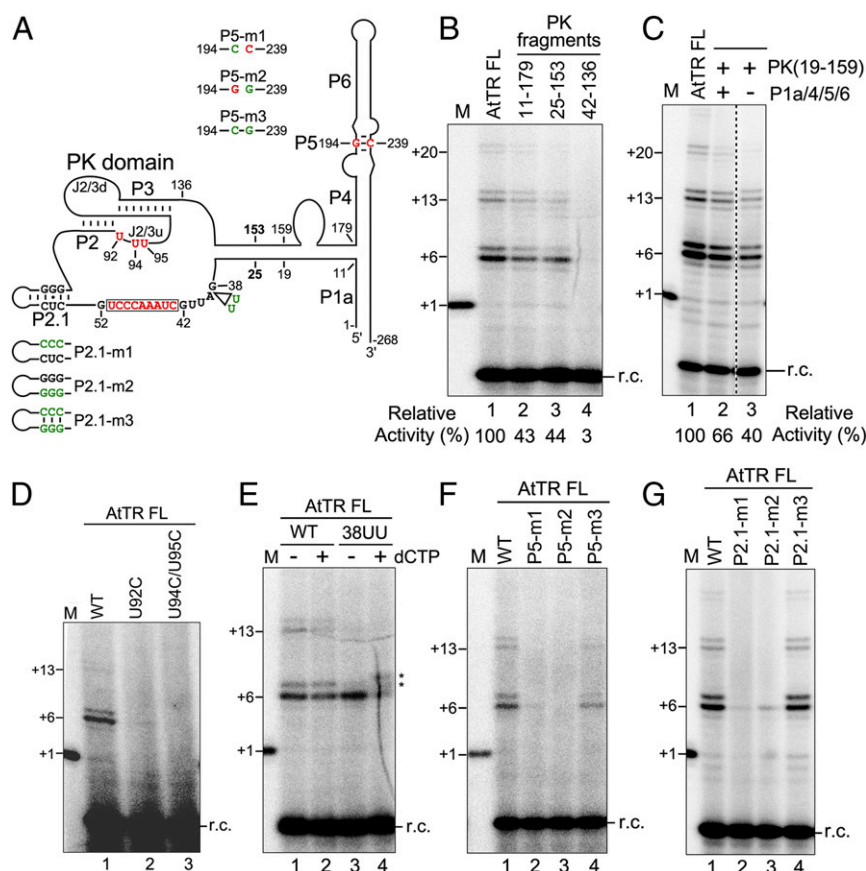 A
P5-m1
194 — C C — 239
P5-m2
194 — G G — 239
P5-m3
194 — C G — 239
P6
P5 194 — G – C — 239
PK domain
J2/3d
P3
136
P4
P2
J2/3u
U
UU
92
94
95
153
159
179
25
19
11
P1a
GGG
CUC
P2.1
G UCCCAAAUC GUUA G 38
UU
52
42
1
5'
268
3'
CCC
CUC
P2.1-m1
GGG
GGG
P2.1-m2
CCC
GGG
P2.1-m3
B
PK
fragments
M
AtTR FL
11-179
25-153
42-136
+20
+13
+6
+1
r.c.
1 2 3 4
Relative
Activity (%)
100 43 44 3
C
M
AtTR FL
+ + PK(19-159)
+ - P1a/4/5/6
+20
+13
+6
+1
r.c.
1 2 3
Relative
Activity (%)
100 66 40
D
AtTR FL
M
WT
U92C
U94C/U95C
+13
+6
+1
r.c.
1 2 3
E
AtTR FL
WT 38UU
M - + - + dCTP
+13
*
*
+6
+1
r.c.
1 2 3 4
F
AtTR FL
M
WT
P5-m1
P5-m2
P5-m3
+13
+6
+1
r.c.
1 2 3 4
G
AtTR FL
M
WT
P2.1-m1
P2.1-m2
P2.1-m3
+13
+6
+1
r.c.
1 2 3 4